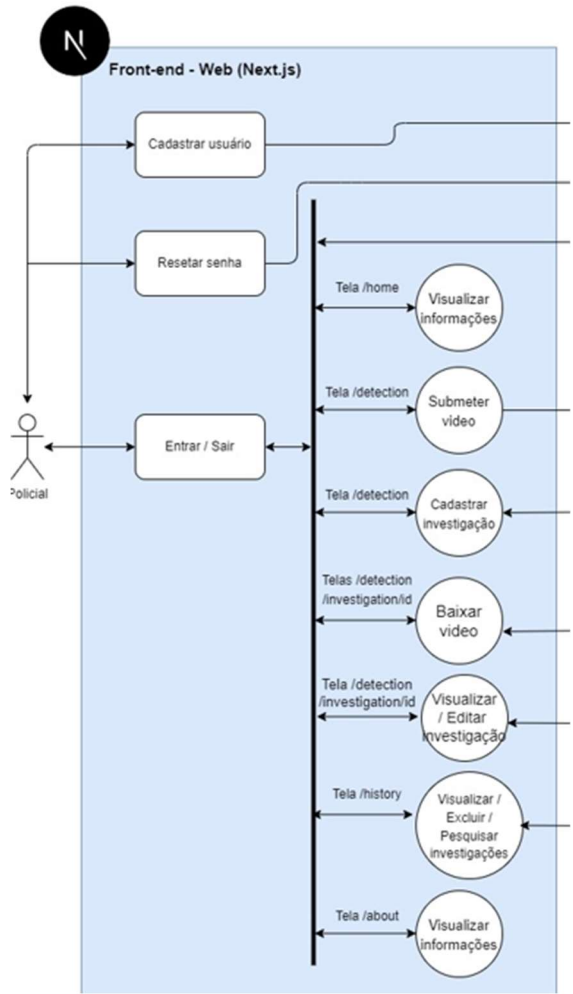 N
Front-end - Web (Next.js)
Cadastrar usuário
Resetar senha
Tela /home
Visualizar
informações
Tela /detection
Submeter
vídeo
Policial
Entrar / Sair
Tela /detection
Cadastrar
investigação
Telas /detection
/investigation/id
Baixar
video
Tela /detection
/investigation/id
Visualizar
/ Editar
investigação
Tela /history
Visualizar /
Excluir /
Pesquisar
investigações
Tela /about
Visualizar
informações